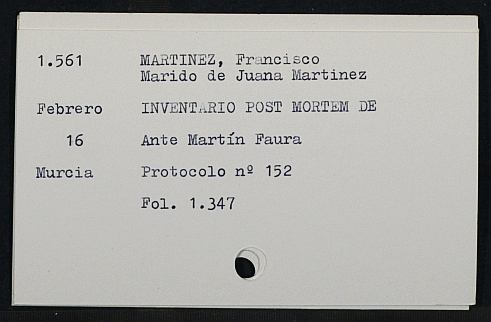 1.561 MARTINEZ, Francisco
Marido de Juana Martinez
Febrero INVENTARIO POST MORTEM DE
16 Ante Martín Faura
Murcia Protocolo nº 152
Fol. 1.347